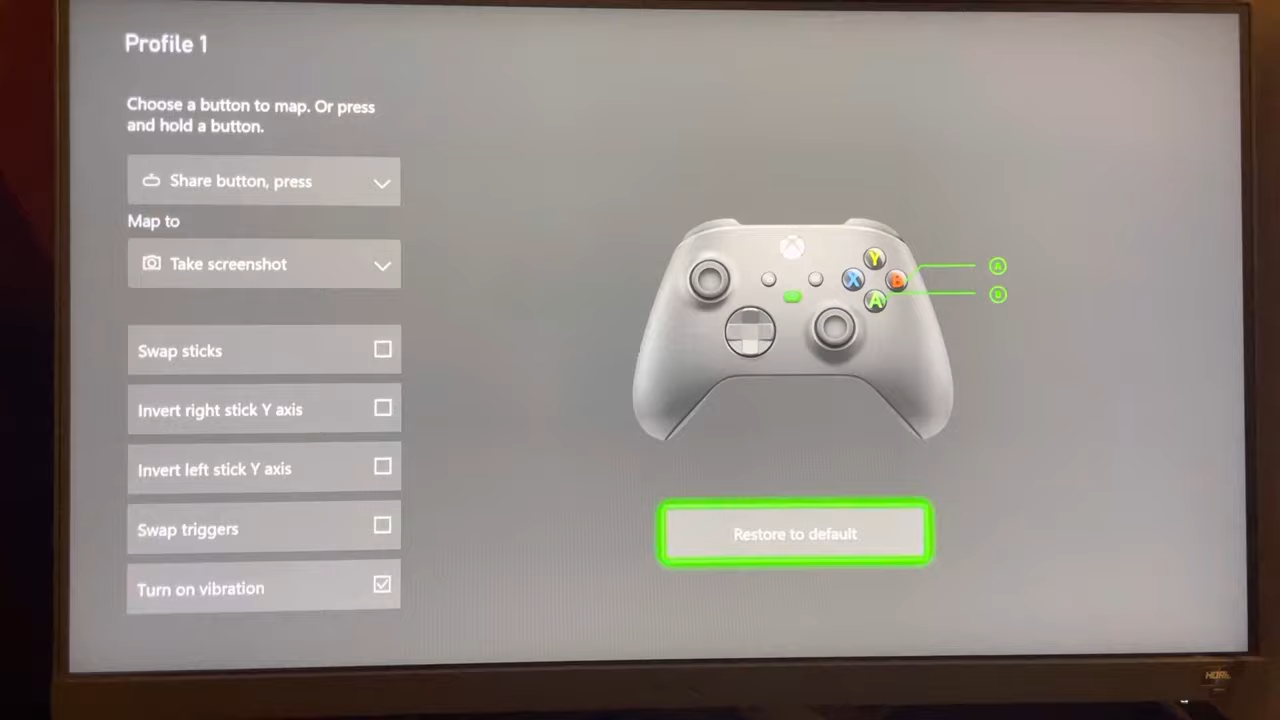 Profile 1
Choose a button to map. Or press
and hold a button.
Share button, press
Map to
Take screenshot
Swap sticks
Invert right stick Y axis
Invert left stick Y axis
Swap triggers
Turn on vibration
Y
X
B
A
A
B
Restore to default